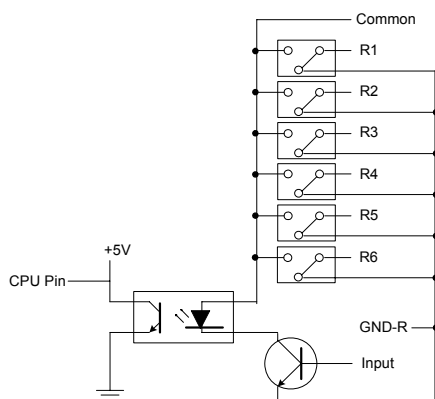 Common
R1
R2
R3
R4
R5
R6
+5V
CPU Pin
GND-R
Input